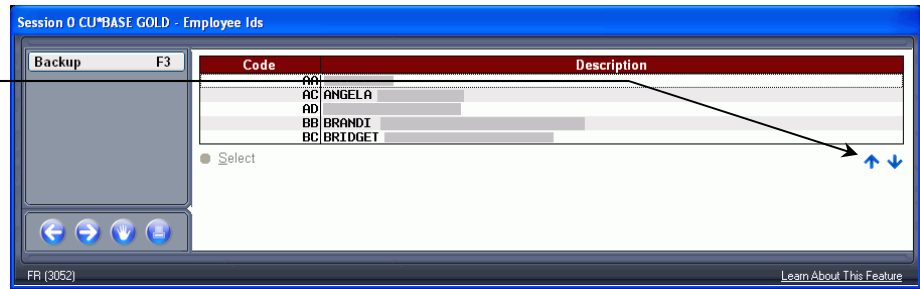 Session 0 CU*BASE GOLD - Employee Ids
Backup F3
Code Description
AA
AC ANGELA
AD
BB BRANDI
BC BRIDGET
Select
FR (3052) Learn About This Feature